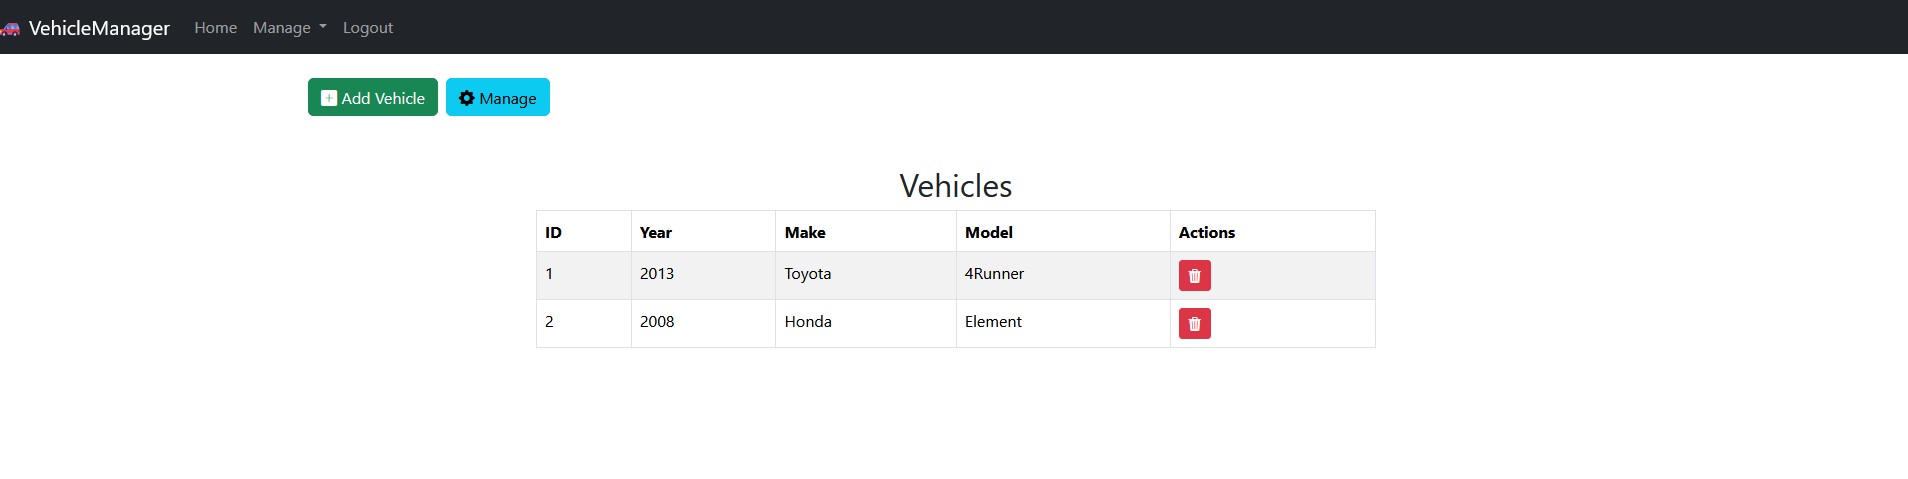 VehicleManager Home Manage Logout
Add Vehicle Manage
Vehicles
ID Year Make Model Actions
1 2013 Toyota 4Runner
2 2008 Honda Element